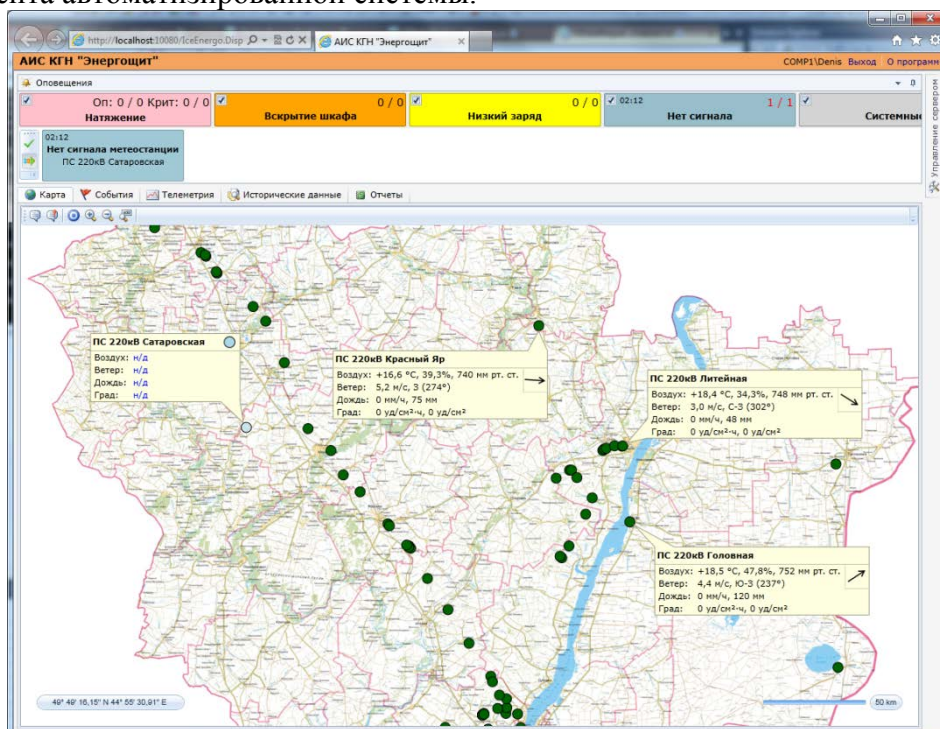 ента автоматизированной системы.
http://localhost:10080/IceEnergo.Disp
АИС КГН "Энергощит"
АИС КГН "Энергощит"
COMP1\Denis Выход О програм
Оповещения
0
Оп: 0 / 0 Крит: 0 / 0
Натяжение
0 / 0
Вскрытие шкафа
0 / 0
Низкий заряд
02:12 1 / 1
Нет сигнала
Системные
Управление сервером
02:12
Нет сигнала метеостанции
ПС 220кВ Сатаровская
Карта События Телеметрия Исторические данные Отчеты
ПС 220кВ Сатаровская
Воздух: н/д
Ветер: н/д
Дождь: н/д
Град: н/д
ПС 220кВ Красный Яр
Воздух: +16,6 °C, 39,3%, 740 мм рт. ст.
Ветер: 5,2 м/с, З (274°)
Дождь: 0 мм/ч, 75 мм
Град: 0 уд/см²-ч, 0 уд/см²
ПС 220кВ Литейная
Воздух: +18,4 °C, 34,3%, 748 мм рт. ст.
Ветер: 3,0 м/с, С-З (302°)
Дождь: 0 мм/ч, 48 мм
Град: 0 уд/см²-ч, 0 уд/см²
ПС 220кВ Головная
Воздух: +18,5 °C, 47,8%, 752 мм рт. ст.
Ветер: 4,4 м/с, Ю-З (237°)
Дождь: 0 мм/ч, 120 мм
Град: 0 уд/см²-ч, 0 уд/см²
49° 49' 16,15" N 44° 55' 30,91" E
50 km